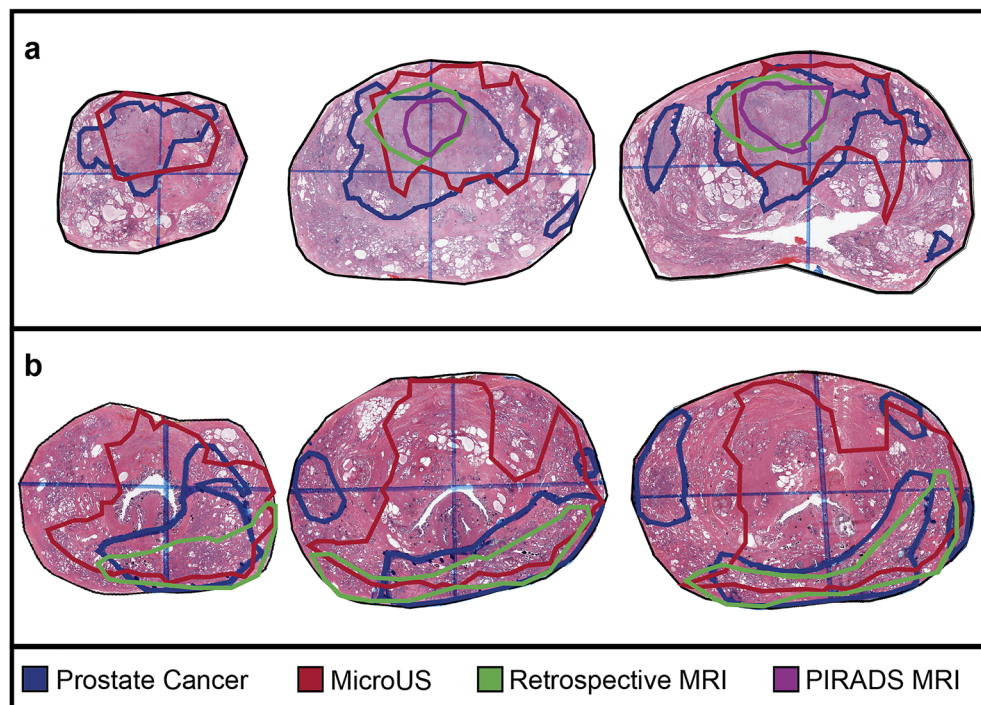 a
b
Prostate Cancer
MicroUS
Retrospective MRI
PIRADS MRI